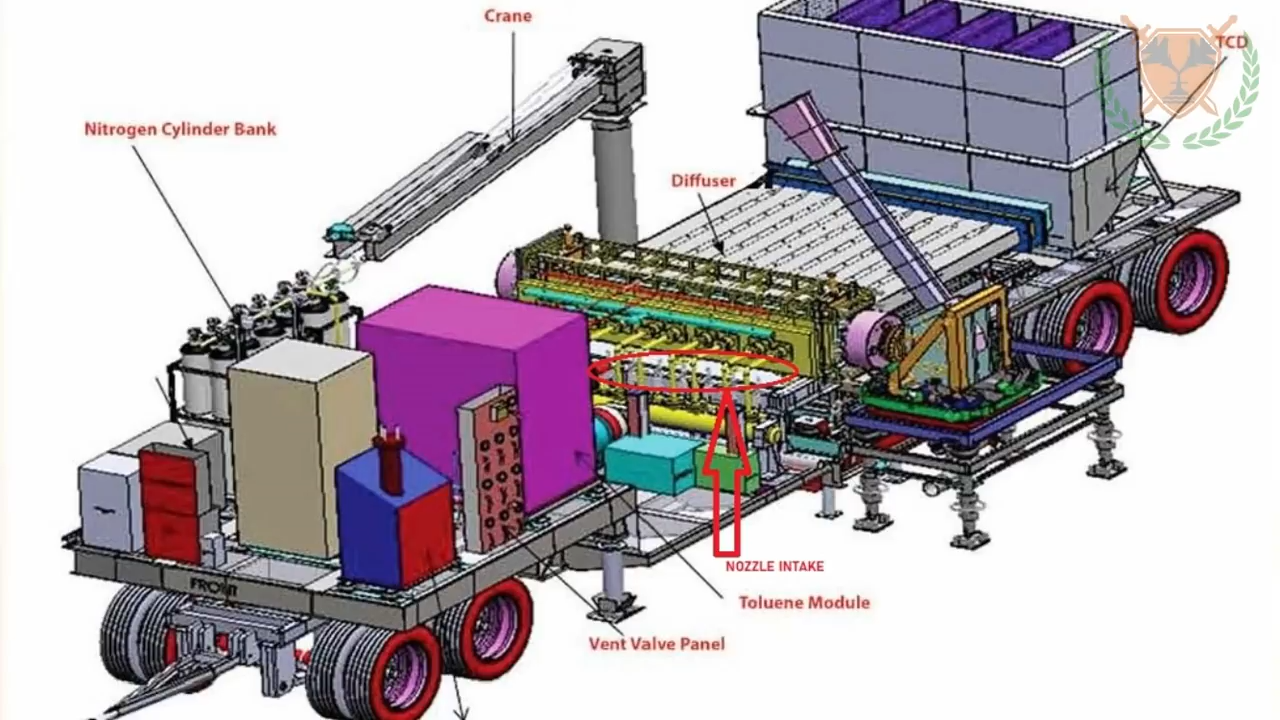 Crane
TCD
Nitrogen Cylinder Bank
Diffuser
FRONT
NOZZLE INTAKE
Toluene Module
Vent Valve Panel